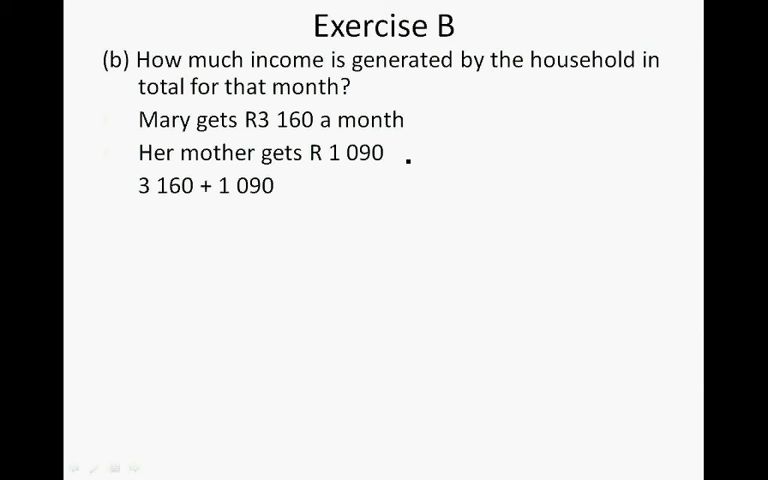 Exercise B
(b) How much income is generated by the household in
total for that month?
Mary gets R3 160 a month
Her mother gets R 1 090
3 160 + 1 090